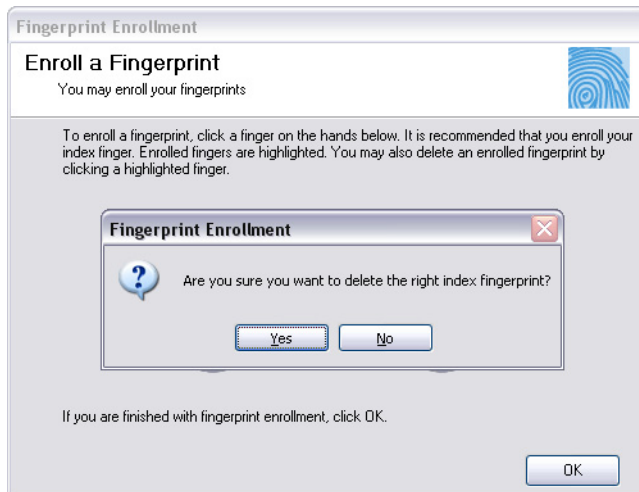 Fingerprint Enrollment
Enroll a Fingerprint
You may enroll your fingerprints
To enroll a fingerprint, click a finger on the hands below. It is recommended that you enroll your
index finger. Enrolled fingers are highlighted. You may also delete an enrolled fingerprint by
clicking a highlighted finger.
Fingerprint Enrollment
Are you sure you want to delete the right index fingerprint?
Yes No
If you are finished with fingerprint enrollment, click OK.
OK